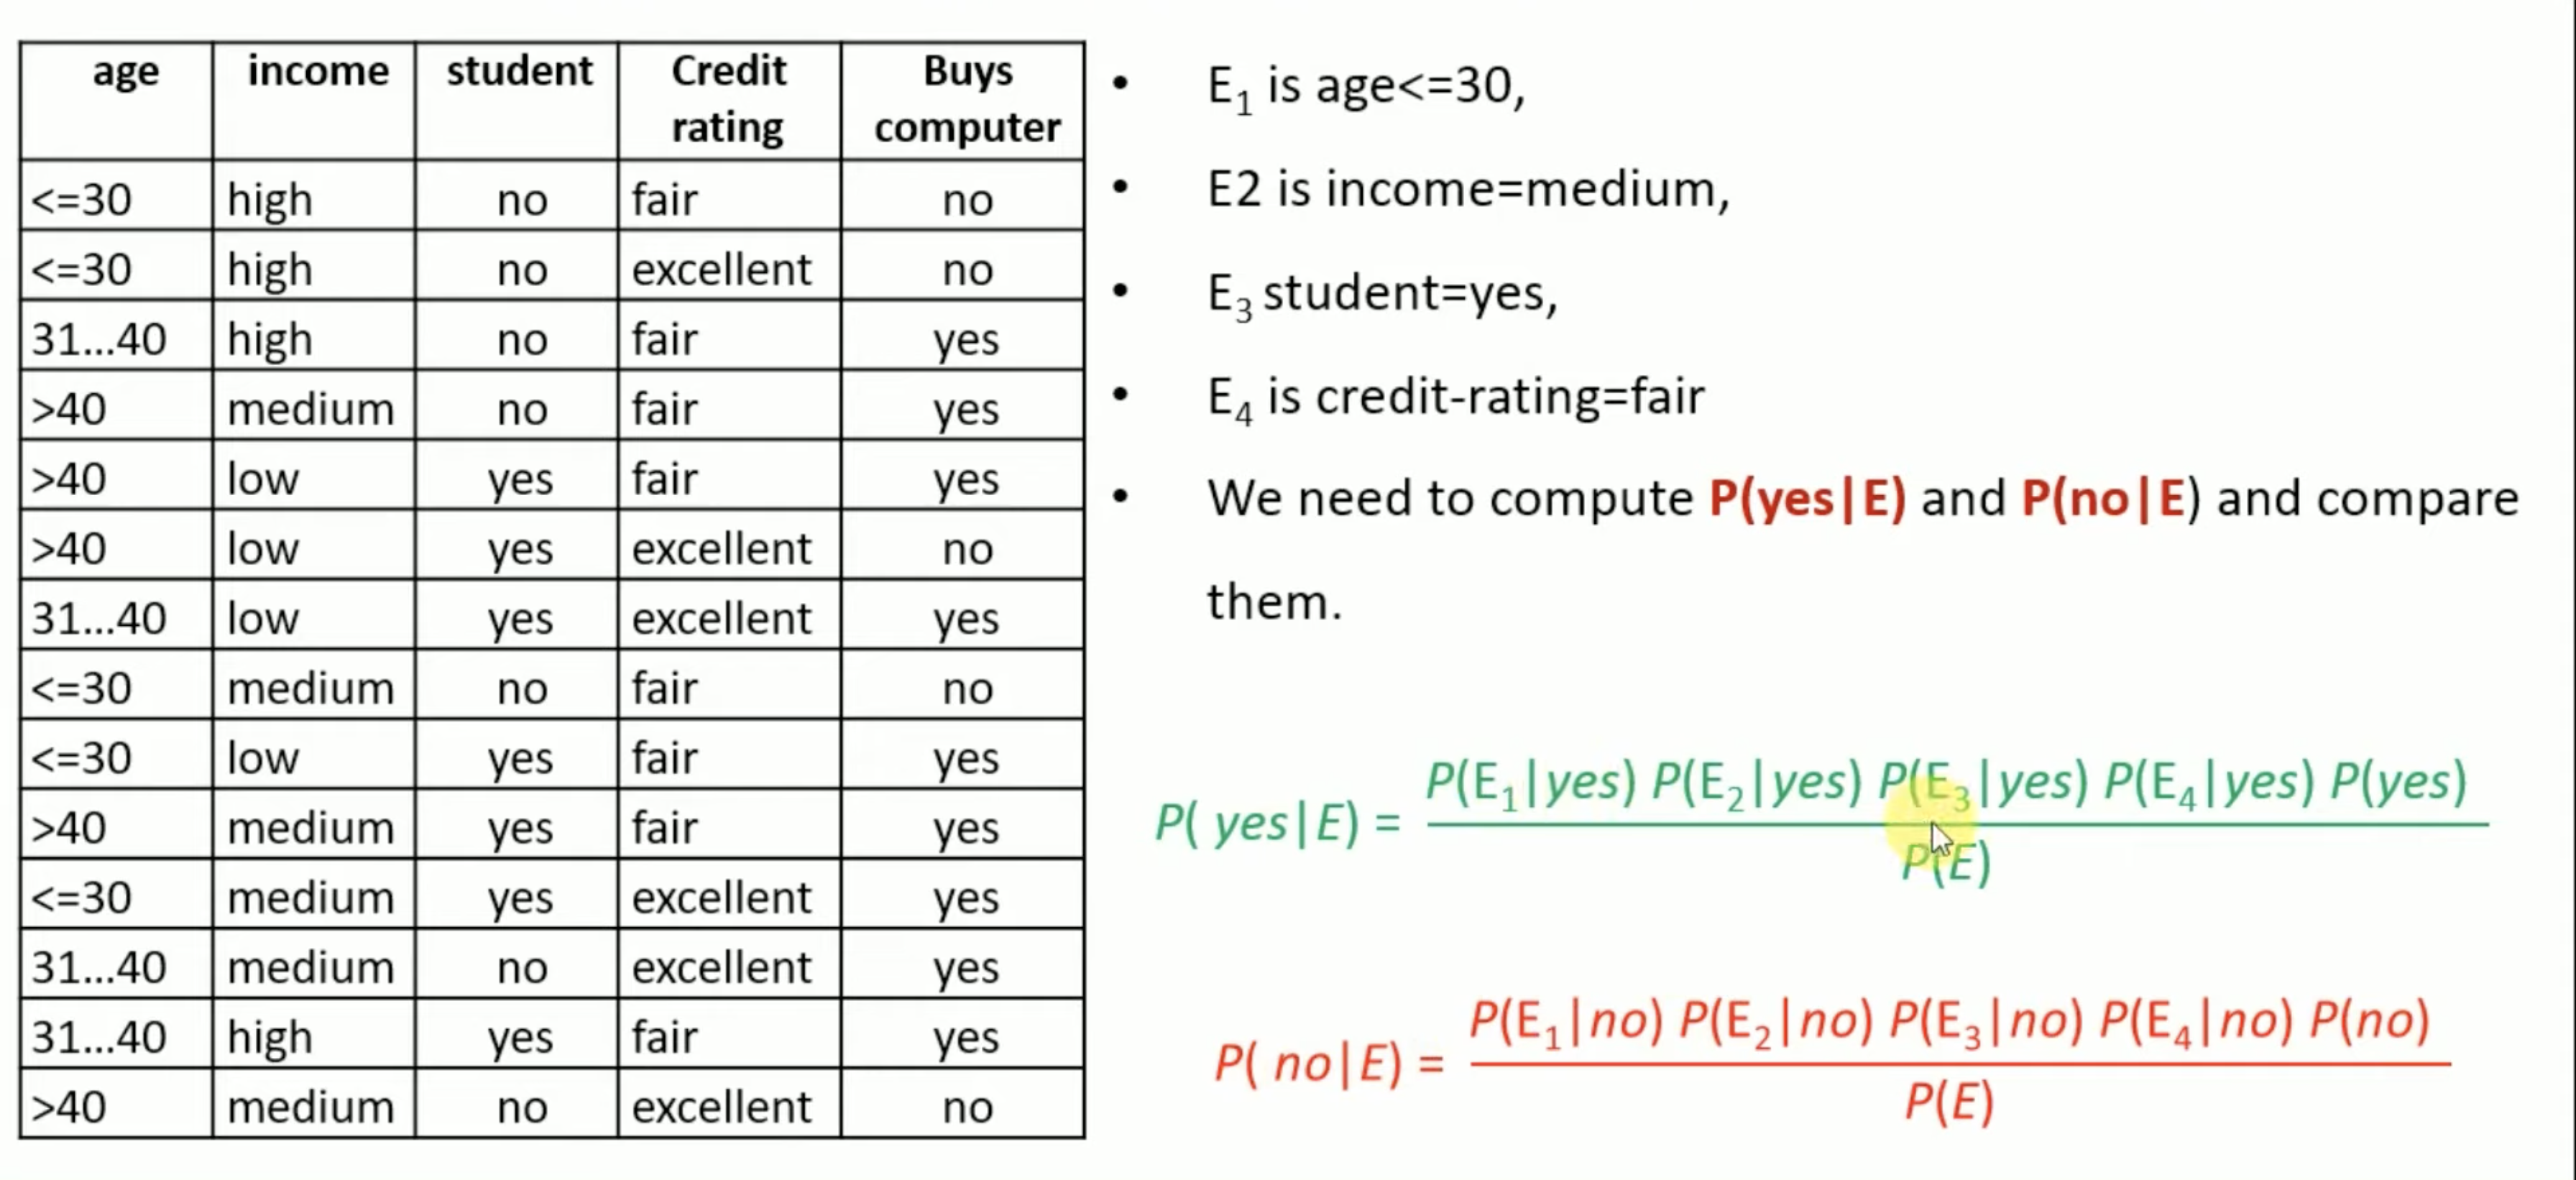 age income student Credit rating Buys computer
<=30 high no fair no
<=30 high no excellent no
31...40 high no fair yes
>40 medium no fair yes
>40 low yes fair yes
>40 low yes excellent no
31...40 low yes excellent yes
<=30 medium no fair no
<=30 low yes fair yes
>40 medium yes fair yes
<=30 medium yes excellent yes
31...40 medium no excellent yes
31...40 high yes fair yes
>40 medium no excellent no
• E₁ is age<=30,
• E2 is income=medium,
• E₃ student=yes,
• E₄ is credit-rating=fair
• We need to compute P(yes|E) and P(no|E) and compare
them.
P(E₁|yes) P(E₂|yes) P(E₃|yes) P(E₄|yes) P(yes)
P( yes|E) =
P(E)
P(E₁|no) P(E₂|no) P(E₃|no) P(E₄|no) P(no)
P( no|E) =
P(E)